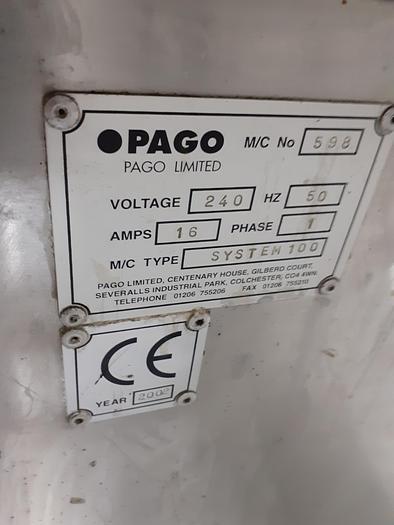 PAGO M/C No 598
PAGO LIMITED
VOLTAGE 240 HZ 50
AMPS 16 PHASE 1
M/C TYPE SYSTEM 100
PAGO LIMITED, CENTENARY HOUSE, GILBERD COURT,
SEVERALLS INDUSTRIAL PARK, COLCHESTER, CO4 4WN.
TELEPHONE 01206 755206 FAX 01206 755210
CE
YEAR